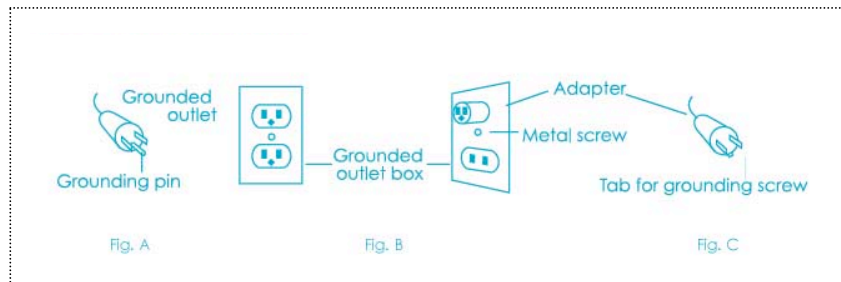 Grounded
outlet
Grounding pin
Grounded
outlet box
Adapter
Metal screw
Tab for grounding screw
Fig. A
Fig. B
Fig. C